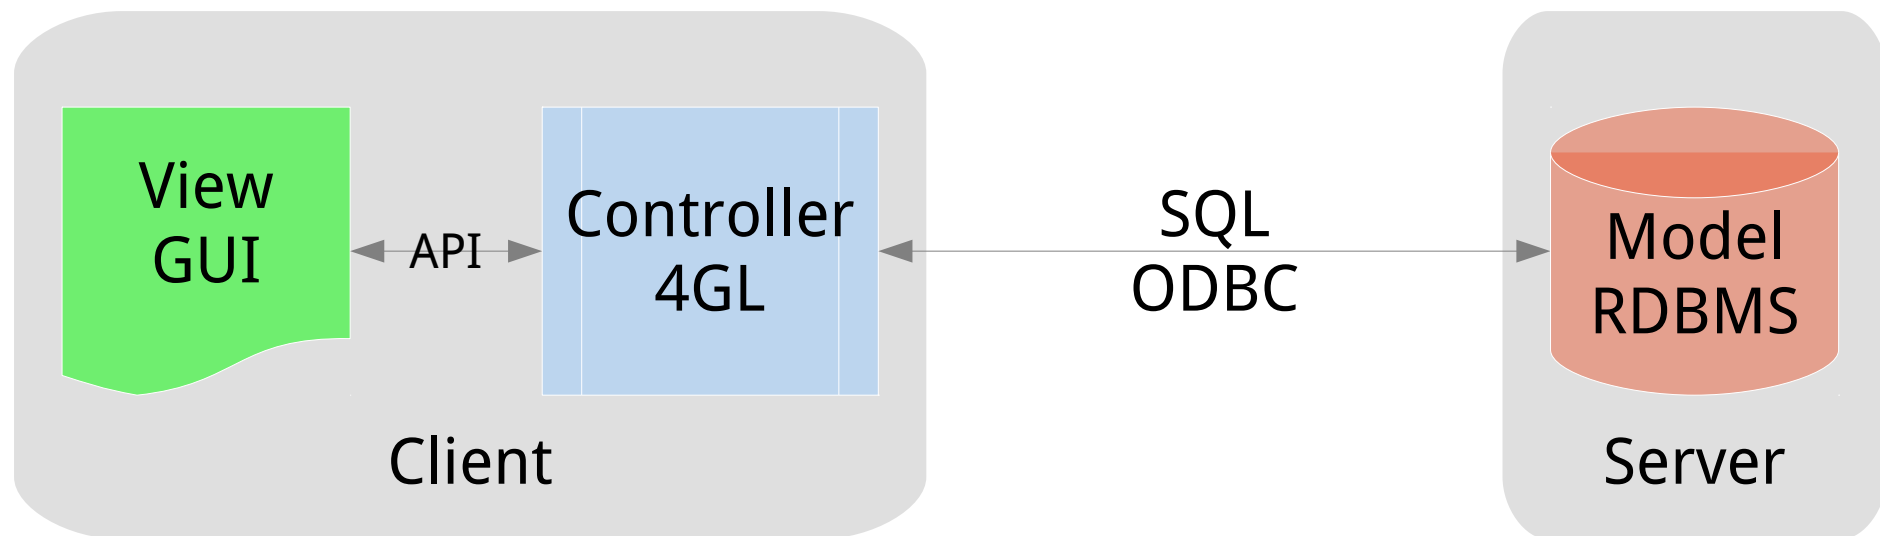 View
GUI
API
Controller
4GL
SQL
ODBC
Model
RDBMS
Client
Server